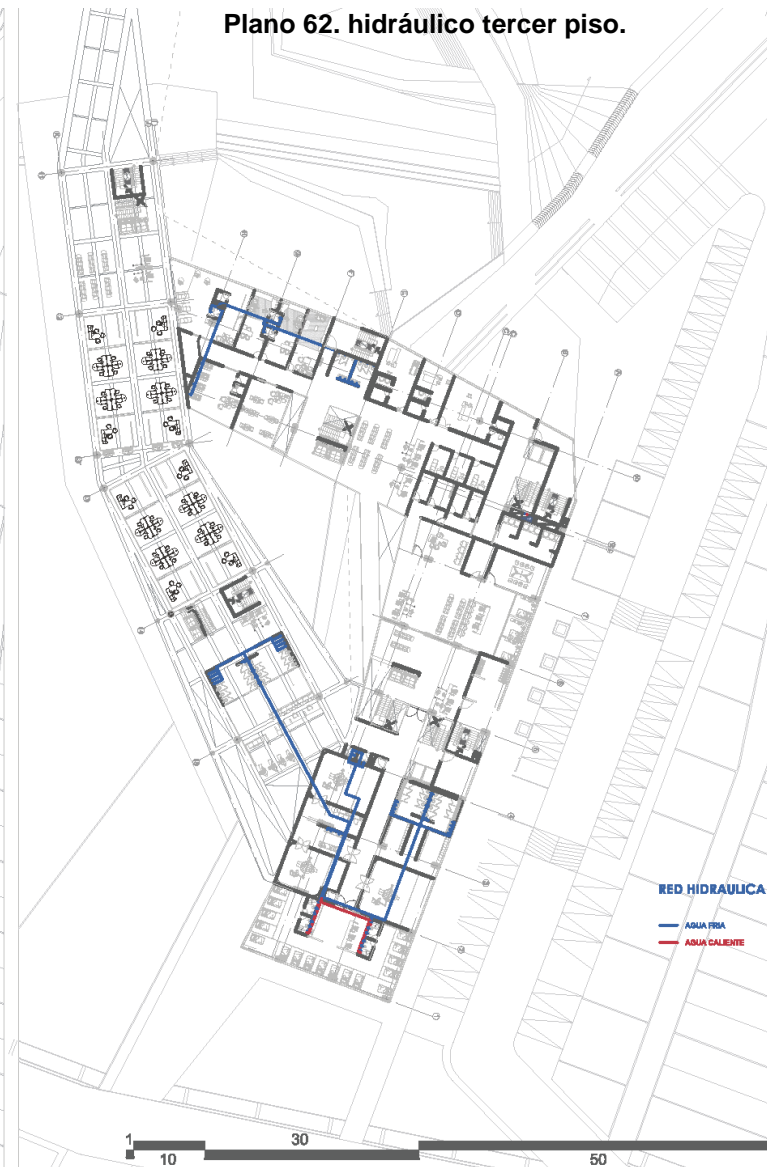 Plano 62. hidráulico tercer piso.
RED HIDRAULICA
AGUA FRIA
AGUA CALIENTE
1
30
10
50